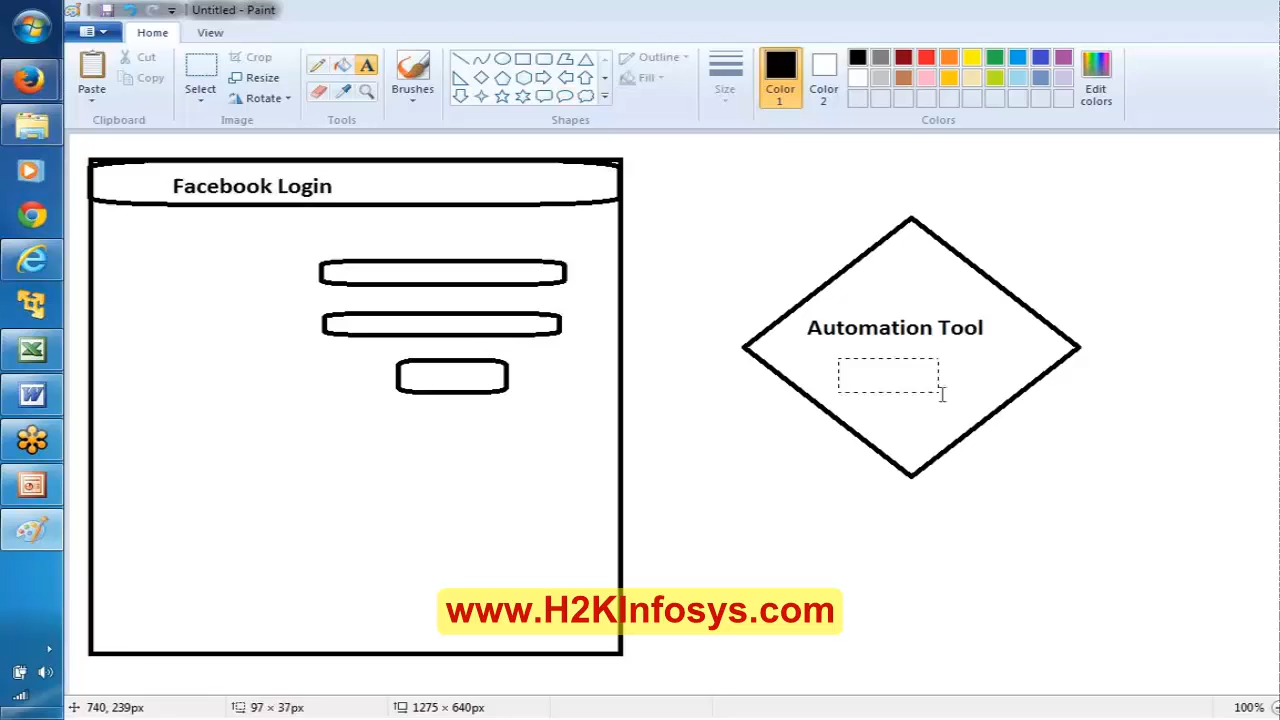 Untitled - Paint
Home
View
Paste
Cut
Copy
Clipboard
Select
Crop
Resize
Rotate
Image
A
Tools
Brushes
Outline
Fill
Shapes
Size
Color 1
Color 2
Edit colors
Colors
Facebook Login
Automation Tool
www.H2KInfosys.com
740, 239px
97 × 37px
1275 × 640px
100%